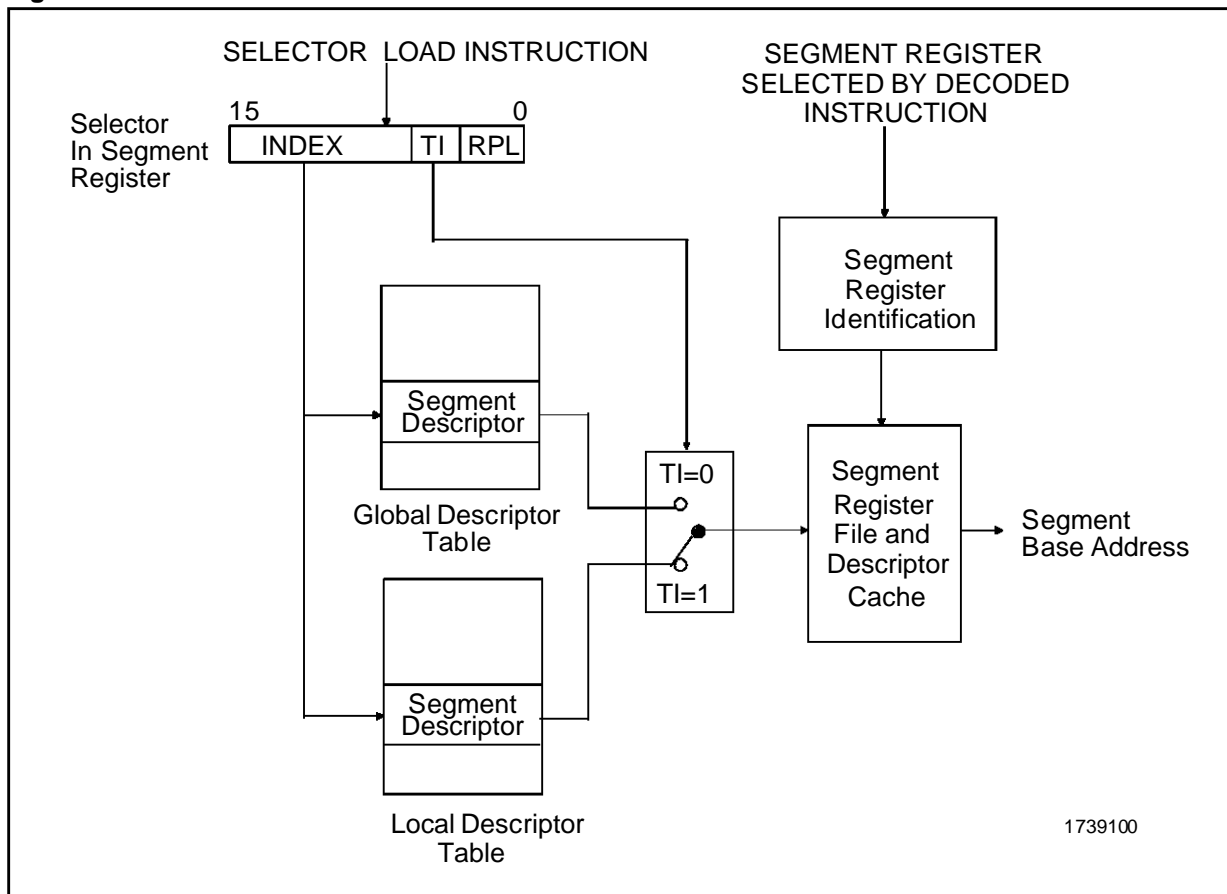 SELECTOR LOAD INSTRUCTION
15 0
Selector
In Segment
Register
INDEX TI RPL
SEGMENT REGISTER
SELECTED BY DECODED
INSTRUCTION
Segment
Register
Identification
Segment
Descriptor
Global Descriptor
Table
TI=0
TI=1
Segment
Register
File and
Descriptor
Cache
Segment
Base Address
Segment
Descriptor
Local Descriptor
Table
1739100